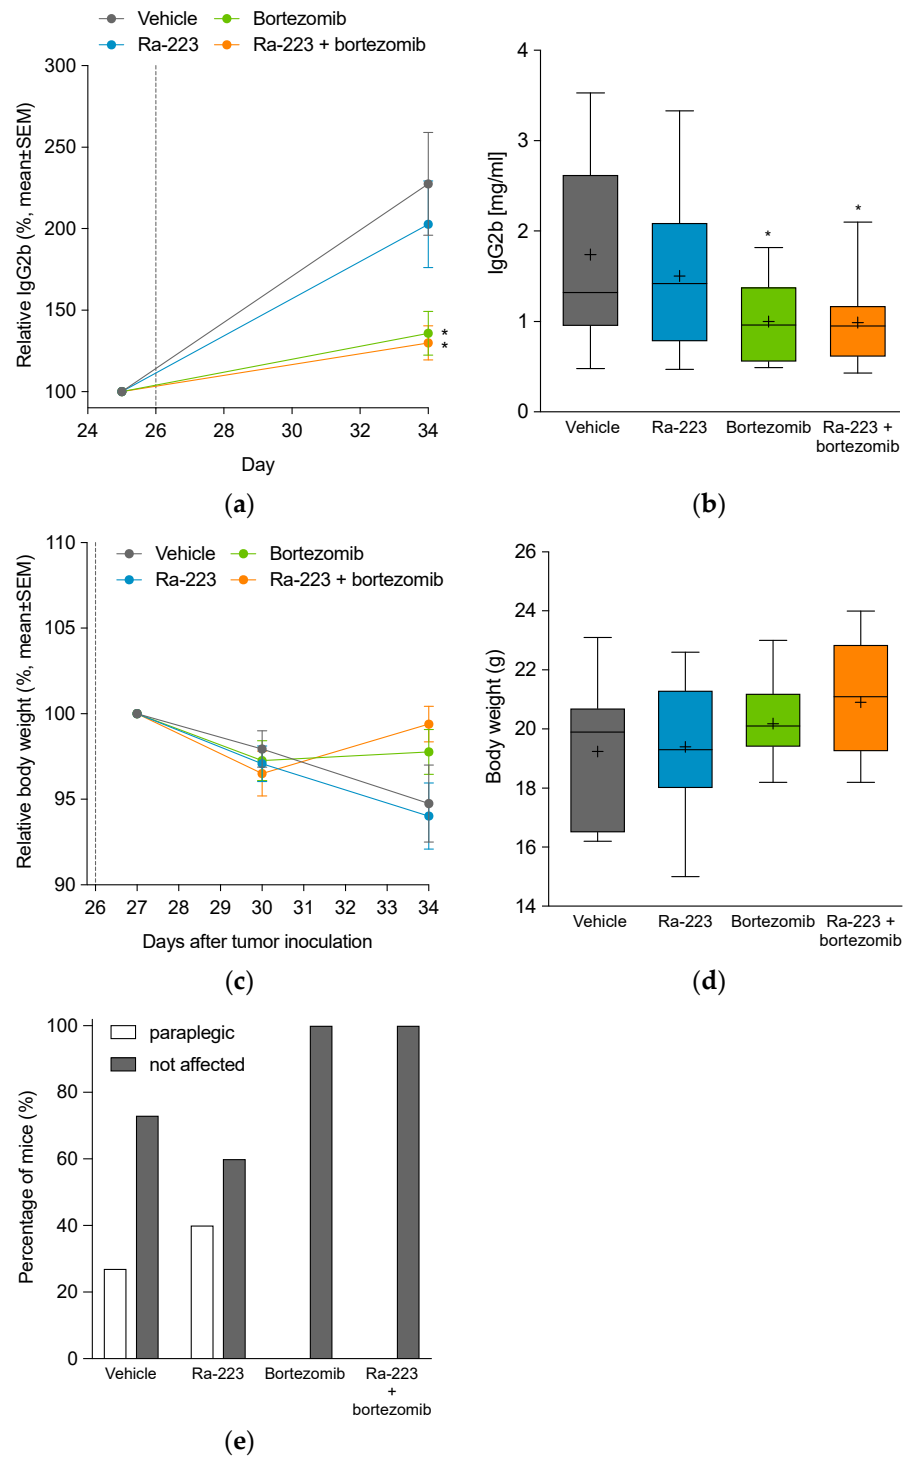 Vehicle
Bortezomib
Ra-223
Ra-223 + bortezomib
Relative IgG2b (%, mean±SEM)
300
250
200
150
100
*
*
24 26 28 30 32 34
Day
(a)
IgG2b [mg/ml]
4
3
2
1
0
*
*
Vehicle
Ra-223
Bortezomib
Ra-223 +
bortezomib
(b)
Relative body weight (%, mean±SEM)
110
105
100
95
90
Vehicle
Bortezomib
Ra-223
Ra-223 + bortezomib
26 27 28 29 30 31 32 33 34
Days after tumor inoculation
(c)
Body weight (g)
26
24
22
20
18
16
14
Vehicle
Ra-223
Bortezomib
Ra-223 +
bortezomib
(d)
Percentage of mice (%)
100
80
60
40
20
0
paraplegic
not affected
Vehicle
Ra-223
Bortezomib
Ra-223
+
bortezomib
(e)